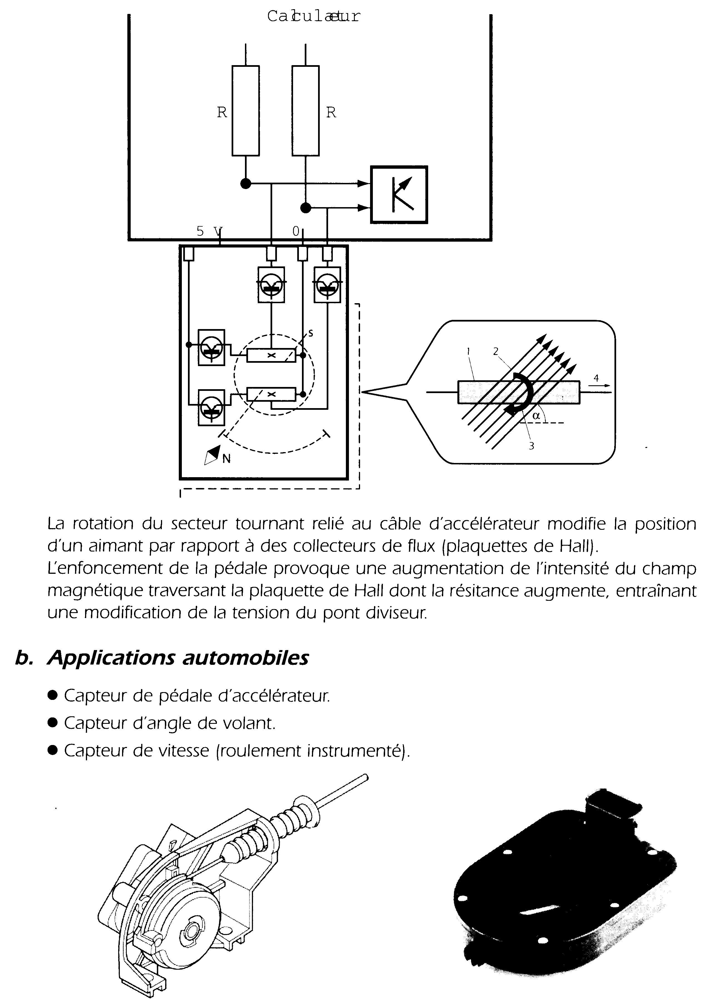 Calculateur
R
R
5 V
0
S
N
1
2
4
α
3
La rotation du secteur tournant relié au câble d'accélérateur modifie la position
d'un aimant par rapport à des collecteurs de flux (plaquettes de Hall).
L'enfoncement de la pédale provoque une augmentation de l'intensité du champ
magnétique traversant la plaquette de Hall dont la résitance augmente, entraînant
une modification de la tension du pont diviseur.
b. Applications automobiles
● Capteur de pédale d'accélérateur.
● Capteur d'angle de volant.
● Capteur de vitesse (roulement instrumenté).